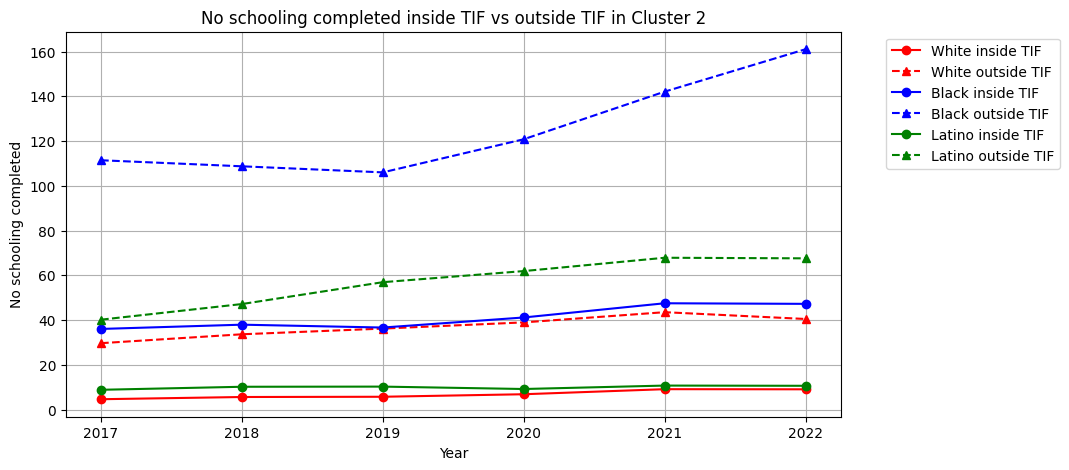 No schooling completed inside TIF vs outside TIF in Cluster 2
No schooling completed
160
140
120
100
80
60
40
20
0
2017
2018
2019
2020
2021
2022
Year
White inside TIF
White outside TIF
Black inside TIF
Black outside TIF
Latino inside TIF
Latino outside TIF